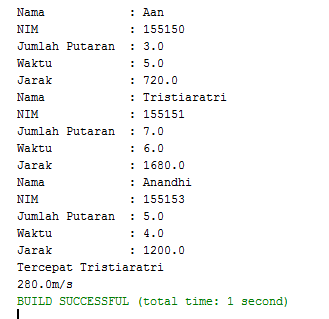 Nama : Aan
NIM : 155150
Jumlah Putaran : 3.0
Waktu : 5.0
Jarak : 720.0
Nama : Tristiaratri
NIM : 155151
Jumlah Putaran : 7.0
Waktu : 6.0
Jarak : 1680.0
Nama : Anandhi
NIM : 155153
Jumlah Putaran : 5.0
Waktu : 4.0
Jarak : 1200.0
Tercepat Tristiaratri
280.0m/s
BUILD SUCCESSFUL (total time: 1 second)